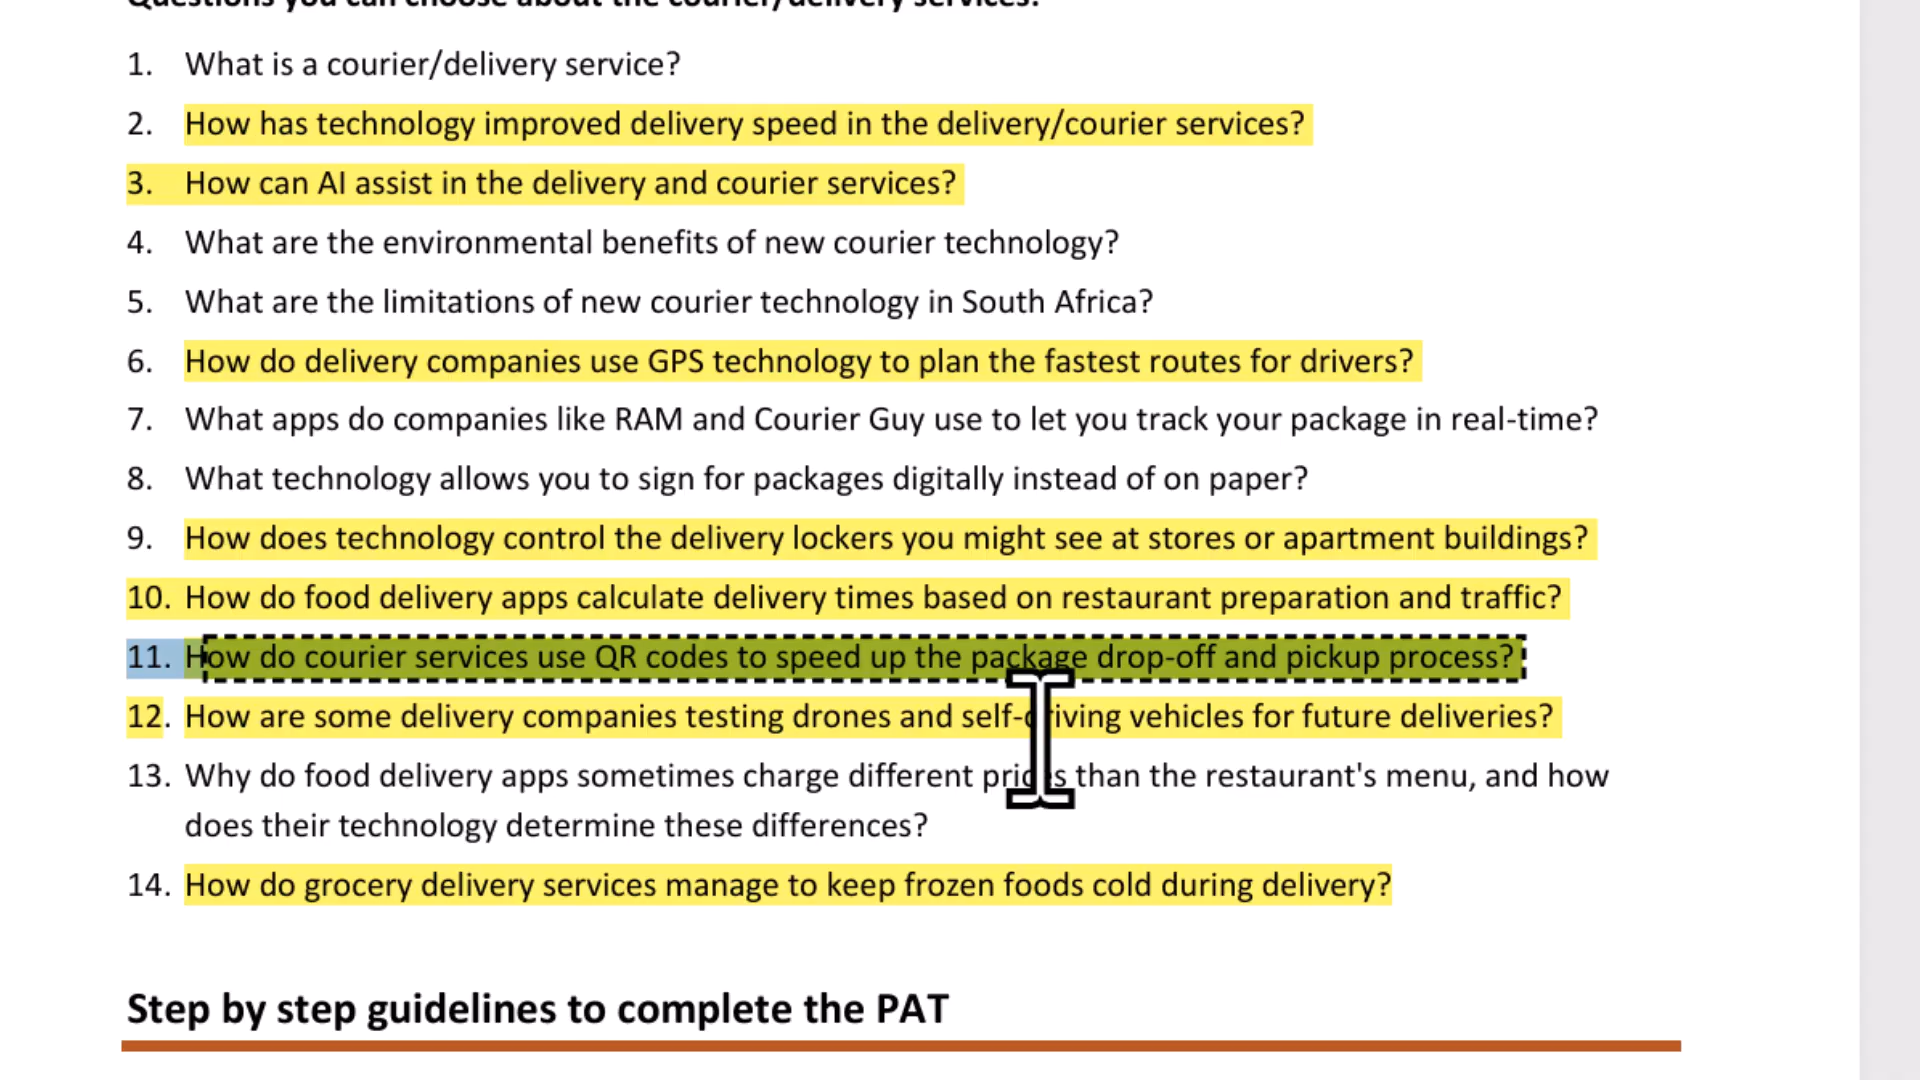 Questions you can choose about the courier/delivery services:
1. What is a courier/delivery service?
2. How has technology improved delivery speed in the delivery/courier services?
3. How can AI assist in the delivery and courier services?
4. What are the environmental benefits of new courier technology?
5. What are the limitations of new courier technology in South Africa?
6. How do delivery companies use GPS technology to plan the fastest routes for drivers?
7. What apps do companies like RAM and Courier Guy use to let you track your package in real-time?
8. What technology allows you to sign for packages digitally instead of on paper?
9. How does technology control the delivery lockers you might see at stores or apartment buildings?
10. How do food delivery apps calculate delivery times based on restaurant preparation and traffic?
11. How do courier services use QR codes to speed up the package drop-off and pickup process?
12. How are some delivery companies testing drones and self-driving vehicles for future deliveries?
13. Why do food delivery apps sometimes charge different prices than the restaurant's menu, and how
does their technology determine these differences?
14. How do grocery delivery services manage to keep frozen foods cold during delivery?
Step by step guidelines to complete the PAT